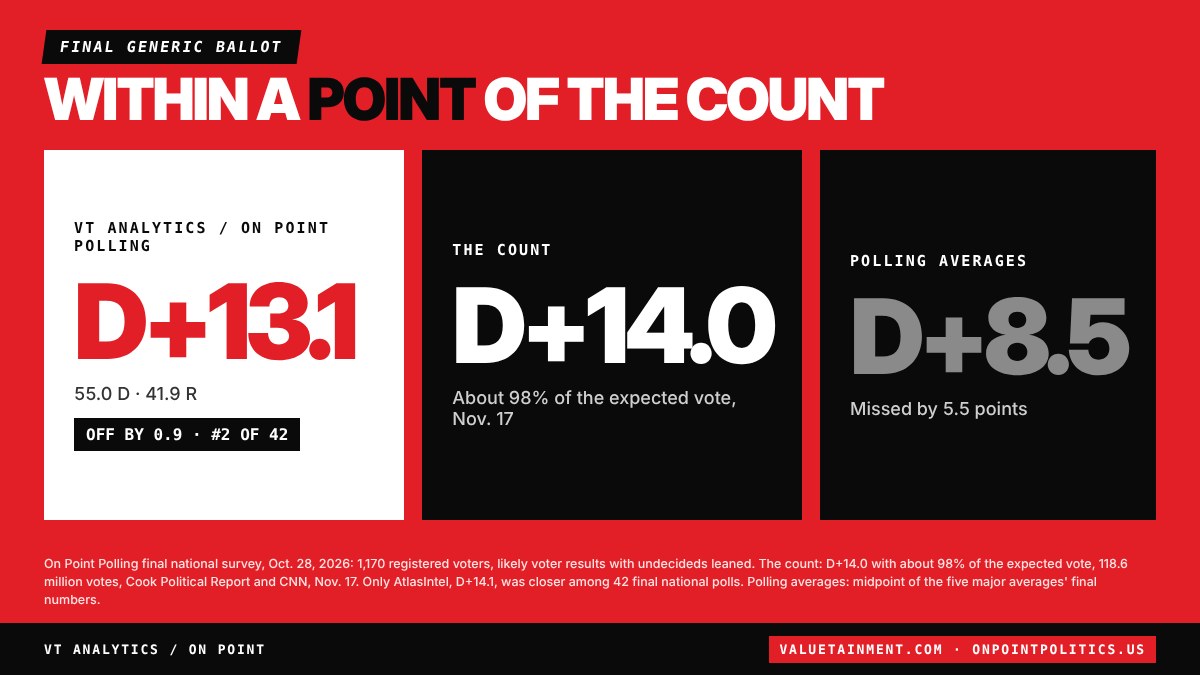 FINAL GENERIC BALLOT
WITHIN A POINT OF THE COUNT
VT ANALYTICS / ON POINT
POLLING
D+13.1
55.0 D · 41.9 R
OFF BY 0.9 · #2 OF 42
THE COUNT
D+14.0
About 98% of the expected vote,
Nov. 17
POLLING AVERAGES
D+8.5
Missed by 5.5 points
On Point Polling final national survey, Oct. 28, 2026: 1,170 registered voters, likely voter results with undecideds leaned. The count: D+14.0 with about 98% of the expected vote, 118.6
million votes, Cook Political Report and CNN, Nov. 17. Only AtlasIntel, D+14.1, was closer among 42 final national polls. Polling averages: midpoint of the five major averages' final
numbers.
VT ANALYTICS / ON POINT
VALUETAINMENT.COM · ONPOINTPOLITICS.US